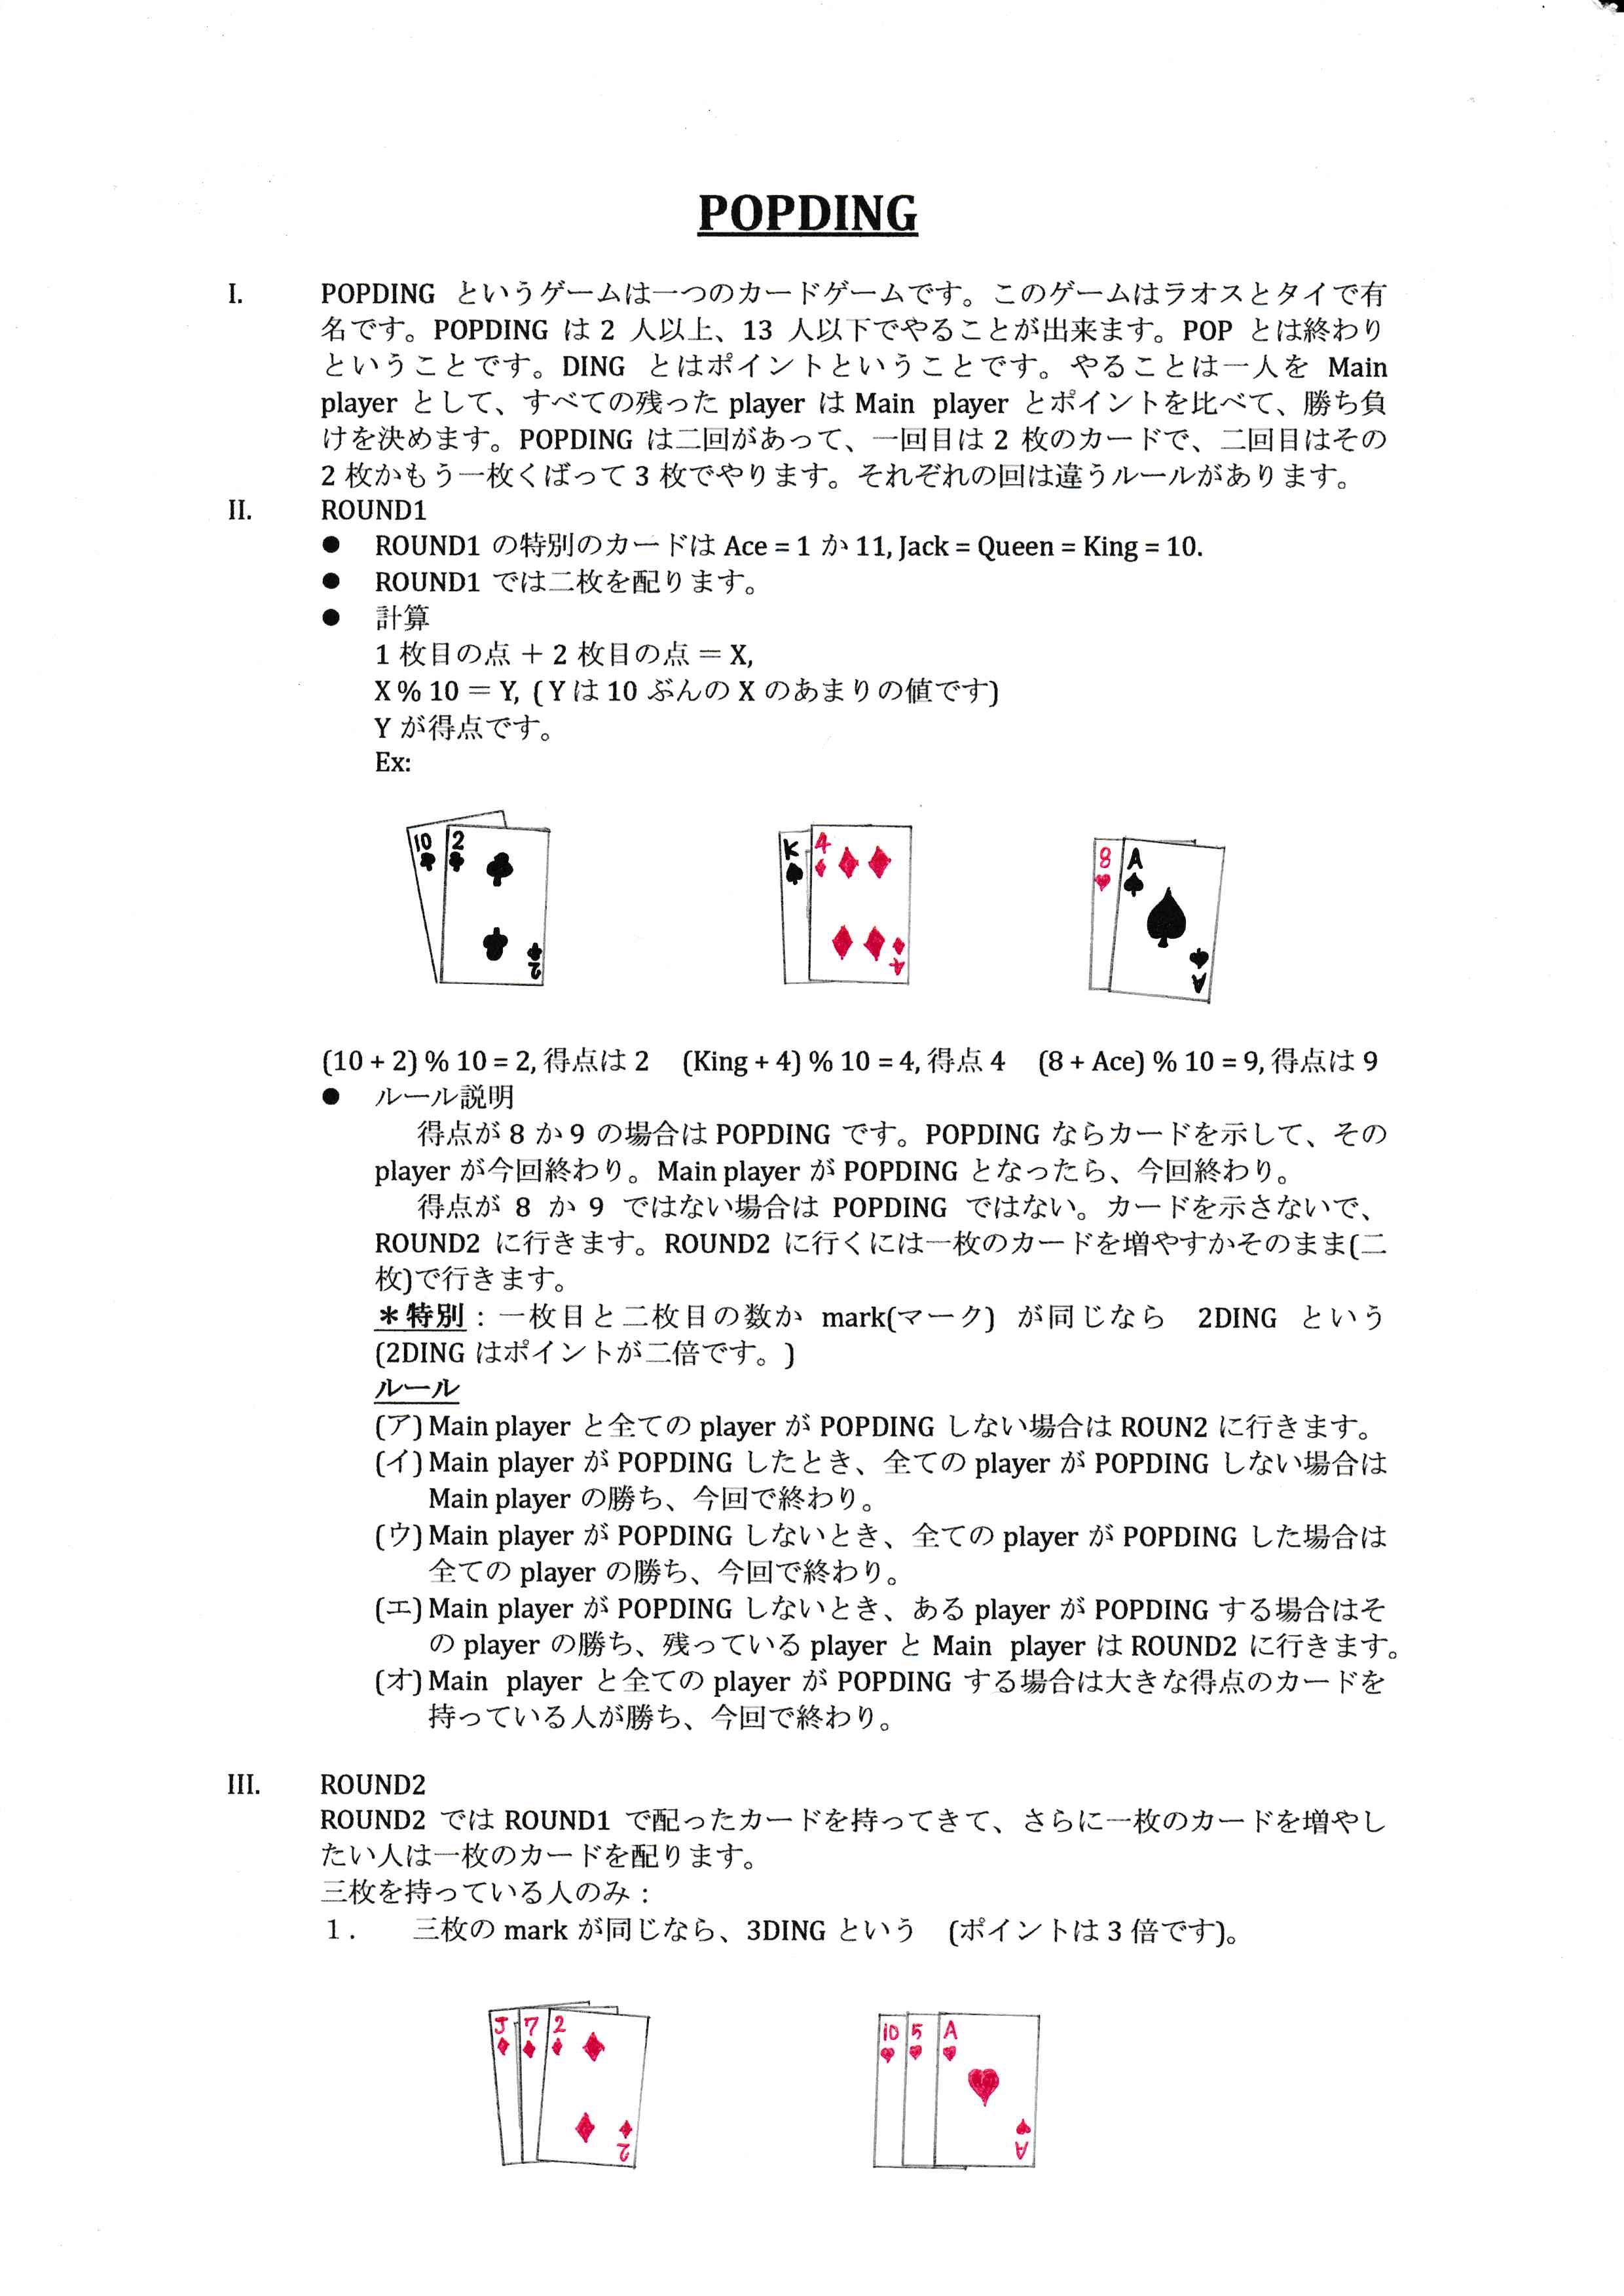 POPDING
I. POPDING というゲームは一つのカードゲームです。このゲームはラオスとタイで有
名です。POPDING は 2 人以上、13 人以下でやることが出来ます。POP とは終わり
ということです。DING とはポイントということです。やることは一人を Main
player として、すべての残った player は Main player とポイントを比べて、勝ち負
けを決めます。POPDING は二回があって、一回目は 2 枚のカードで、二回目はその
2 枚かもう一枚くばって 3 枚でやります。それぞれの回は違うルールがあります。
II. ROUND1
● ROUND1 の特別のカードは Ace = 1 か 11, Jack = Queen = King = 10.
● ROUND1 では二枚を配ります。
● 計算
1 枚目の点 + 2 枚目の点 = X,
X % 10 = Y, (Y は 10 ぶんの X のあまりの値です)
Y が得点です。
Ex:
10 2 2
K 4 4
8 A A
(10 + 2) % 10 = 2, 得点は 2 (King + 4) % 10 = 4, 得点 4 (8 + Ace) % 10 = 9, 得点は 9
● ルール説明
得点が 8 か 9 の場合は POPDING です。POPDING ならカードを示して、その
player が今回終わり。Main player が POPDING となったら、今回終わり。
得点が 8 か 9 ではない場合は POPDING ではない。カードを示さないで、
ROUND2 に行きます。ROUND2 に行くには一枚のカードを増やすかそのまま(二
枚)で行きます。
＊特別：一枚目と二枚目の数か mark(マーク) が同じなら 2DING という
(2DING はポイントが二倍です。)
ルール
(ア) Main player と全ての player が POPDING しない場合は ROUN2 に行きます。
(イ) Main player が POPDING したとき、全ての player が POPDING しない場合は
Main player の勝ち、今回で終わり。
(ウ) Main player が POPDING しないとき、全ての player が POPDING した場合は
全ての player の勝ち、今回で終わり。
(エ) Main player が POPDING しないとき、ある player が POPDING する場合はそ
の player の勝ち、残っている player と Main player は ROUND2 に行きます。
(オ) Main player と全ての player が POPDING する場合は大きな得点のカードを
持っている人が勝ち、今回で終わり。
III. ROUND2
ROUND2 では ROUND1 で配ったカードを持ってきて、さらに一枚のカードを増やし
たい人は一枚のカードを配ります。
三枚を持っている人のみ：
１． 三枚の mark が同じなら、3DING という (ポイントは 3 倍です)。
J 7 2 2
10 5 A A